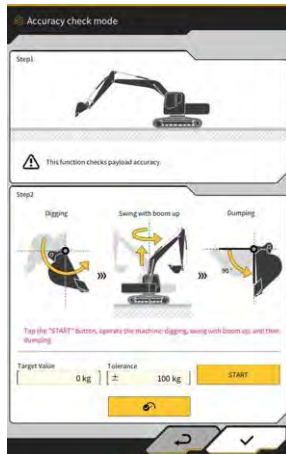 Accuracy check mode
Step1
This function checks payload accuracy.
Step2
Digging
Swing with boom up
Dumping
90°
Tap the "START" button, operate the machine: digging, swing with boom up, and then
dumping.
Target Value
Tolerance
0 kg
± 100 kg
START